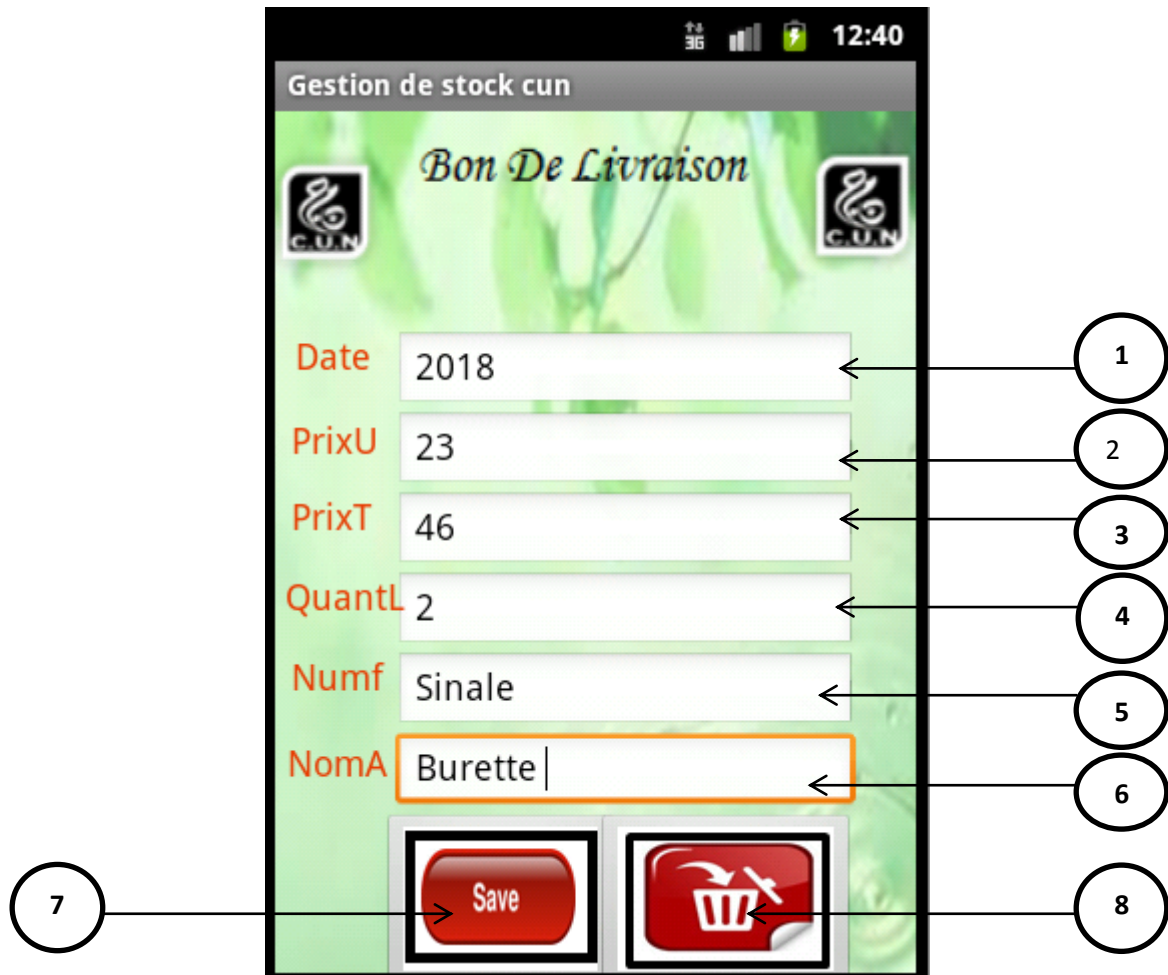 3G 12:40
Gestion de stock cun
Bon De Livraison
C.U.N C.U.N
Date 2018 1
PrixU 23 2
PrixT 46 3
QuantL 2 4
Numf Sinale 5
NomA Burette 6
7 Save 8